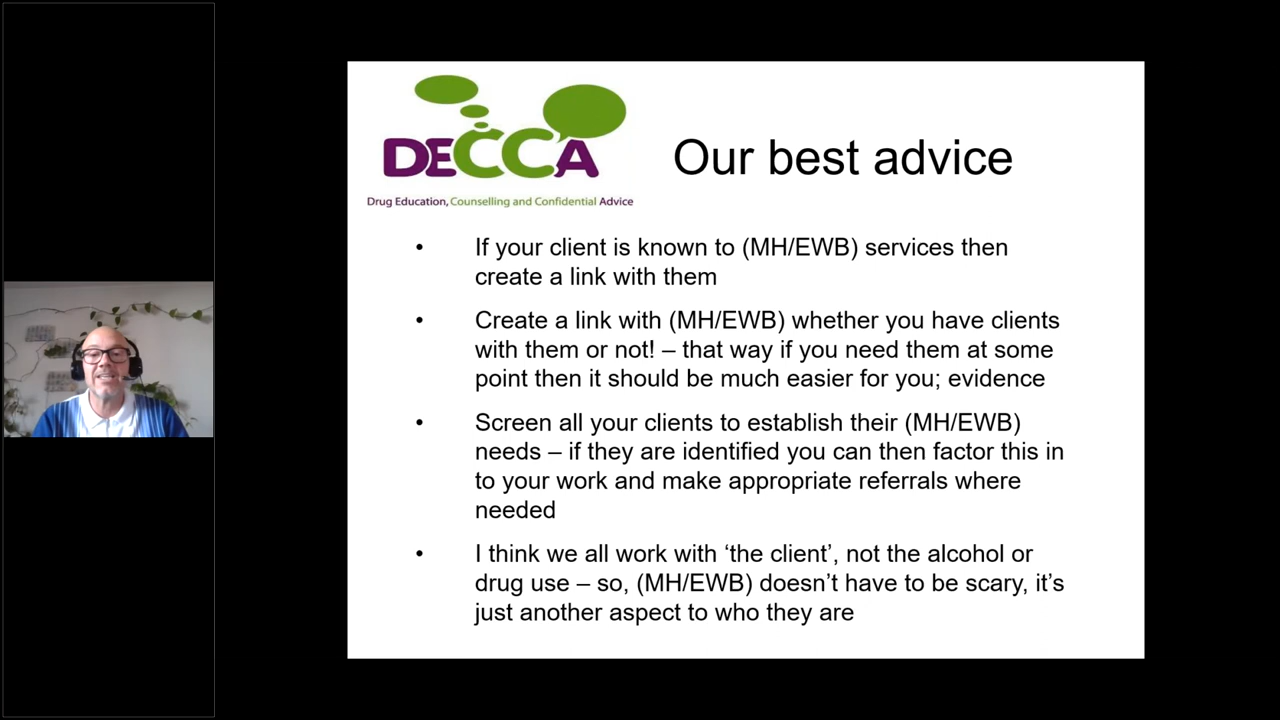 DECCA
Drug Education, Counselling and Confidential Advice
Our best advice
• If your client is known to (MH/EWB) services then
create a link with them
• Create a link with (MH/EWB) whether you have clients
with them or not! – that way if you need them at some
point then it should be much easier for you; evidence
• Screen all your clients to establish their (MH/EWB)
needs – if they are identified you can then factor this in
to your work and make appropriate referrals where
needed
• I think we all work with ‘the client’, not the alcohol or
drug use – so, (MH/EWB) doesn’t have to be scary, it’s
just another aspect to who they are